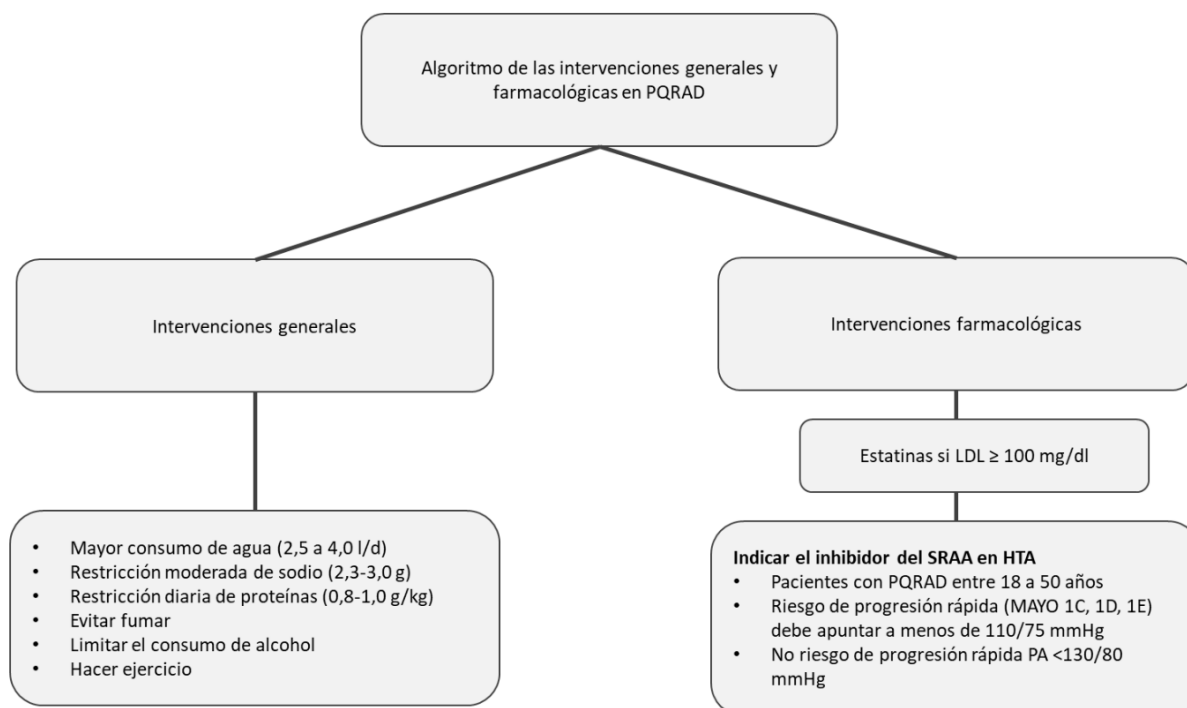 Algoritmo de las intervenciones generales y
farmacológicas en PQRAD
Intervenciones generales
Intervenciones farmacológicas
Estatinas si LDL ≥ 100 mg/dl
• Mayor consumo de agua (2,5 a 4,0 l/d)
• Restricción moderada de sodio (2,3-3,0 g)
• Restricción diaria de proteínas (0,8-1,0 g/kg)
• Evitar fumar
• Limitar el consumo de alcohol
• Hacer ejercicio
Indicar el inhibidor del SRAA en HTA
• Pacientes con PQRAD entre 18 a 50 años
• Riesgo de progresión rápida (MAYO 1C, 1D, 1E)
debe apuntar a menos de 110/75 mmHg
• No riesgo de progresión rápida PA <130/80
mmHg